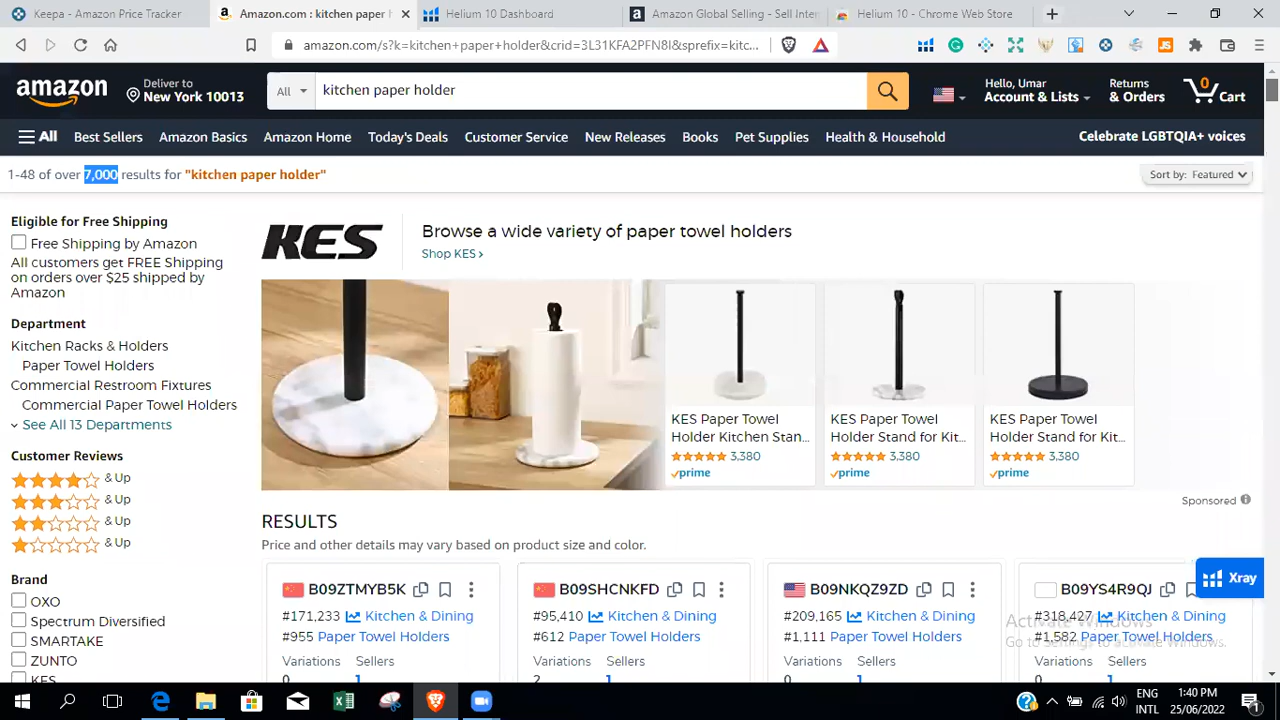 Keepa - Amazon Price Tracker
Amazon.com : kitchen paper h
Helium 10 Dashboard
Amazon Global Selling - Sell Inter
Helium 10 - Chrome Web Store
amazon.com/s?k=kitchen+paper+holder&crid=3L31KFA2PFN8I&sprefix=kitc...
amazon
Deliver to
New York 10013
All
kitchen paper holder
Hello, Umar
Account & Lists
Returns
& Orders
0
Cart
All
Best Sellers
Amazon Basics
Amazon Home
Today's Deals
Customer Service
New Releases
Books
Pet Supplies
Health & Household
Celebrate LGBTQIA+ voices
1-48 of over 7,000 results for "kitchen paper holder"
Sort by: Featured
Eligible for Free Shipping
Free Shipping by Amazon
All customers get FREE Shipping
on orders over $25 shipped by
Amazon
Department
Kitchen Racks & Holders
Paper Towel Holders
Commercial Restroom Fixtures
Commercial Paper Towel Holders
See All 13 Departments
Customer Reviews
& Up
& Up
& Up
& Up
Brand
OXO
Spectrum Diversified
SMARTAKE
ZUNTO
KES
KES
Browse a wide variety of paper towel holders
Shop KES ›
KES Paper Towel
Holder Kitchen Stan...
3,380
prime
KES Paper Towel
Holder Stand for Kit...
3,380
prime
KES Paper Towel
Holder Stand for Kit...
3,380
prime
Sponsored
RESULTS
Price and other details may vary based on product size and color.
B09ZTMYB5K
#171,233 Kitchen & Dining
#955 Paper Towel Holders
Variations Sellers
0 1
B09SHCNKFD
#95,410 Kitchen & Dining
#612 Paper Towel Holders
Variations Sellers
2 1
B09NKQZ9ZD
#209,165 Kitchen & Dining
#1,111 Paper Towel Holders
Variations Sellers
0 1
B09YS4R9QJ
#318,427 Kitchen & Dining
#1,582 Paper Towel Holders
Variations Sellers
0 1
Xray
Activate Windows
Go to Settings to activate Windows.
ENG
INTL
1:40 PM
25/06/2022
1